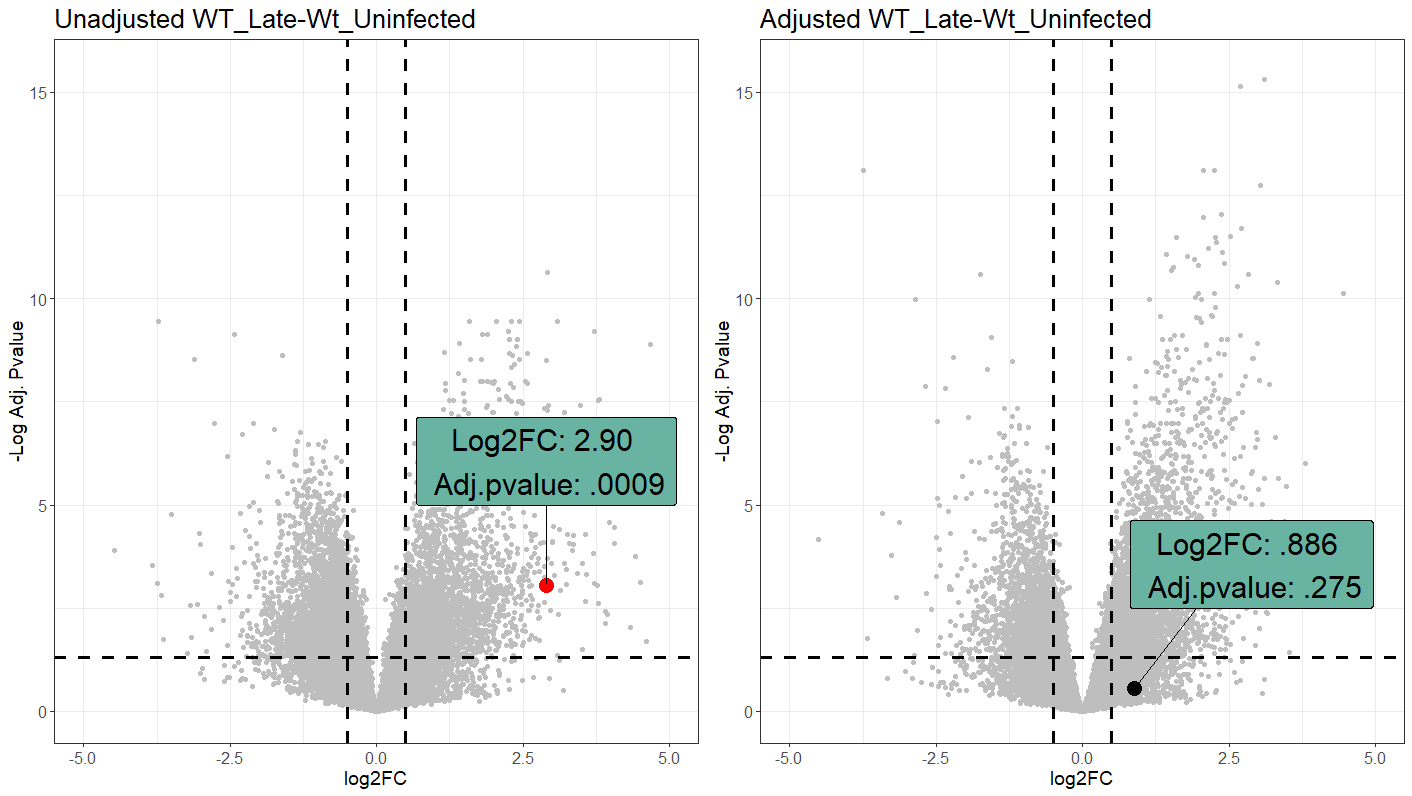 Unadjusted WT_Late-Wt_Uninfected
15
10
5
0
-Log Adj. Pvalue
Log2FC: 2.90
Adj.pvalue: .0009
-5.0 -2.5 0.0 2.5 5.0
log2FC
Adjusted WT_Late-Wt_Uninfected
15
10
5
0
-Log Adj. Pvalue
Log2FC: .886
Adj.pvalue: .275
-5.0 -2.5 0.0 2.5 5.0
log2FC